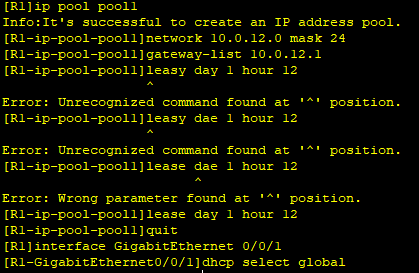 [R1]ip pool pool1
Info:It's successful to create an IP address pool.
[R1-ip-pool-pool1]network 10.0.12.0 mask 24
[R1-ip-pool-pool1]gateway-list 10.0.12.1
[R1-ip-pool-pool1]leasy day 1 hour 12
^
Error: Unrecognized command found at '^' position.
[R1-ip-pool-pool1]leasy dae 1 hour 12
^
Error: Unrecognized command found at '^' position.
[R1-ip-pool-pool1]lease dae 1 hour 12
^
Error: Wrong parameter found at '^' position.
[R1-ip-pool-pool1]lease day 1 hour 12
[R1-ip-pool-pool1]quit
[R1]interface GigabitEthernet 0/0/1
[R1-GigabitEthernet0/0/1]dhcp select global